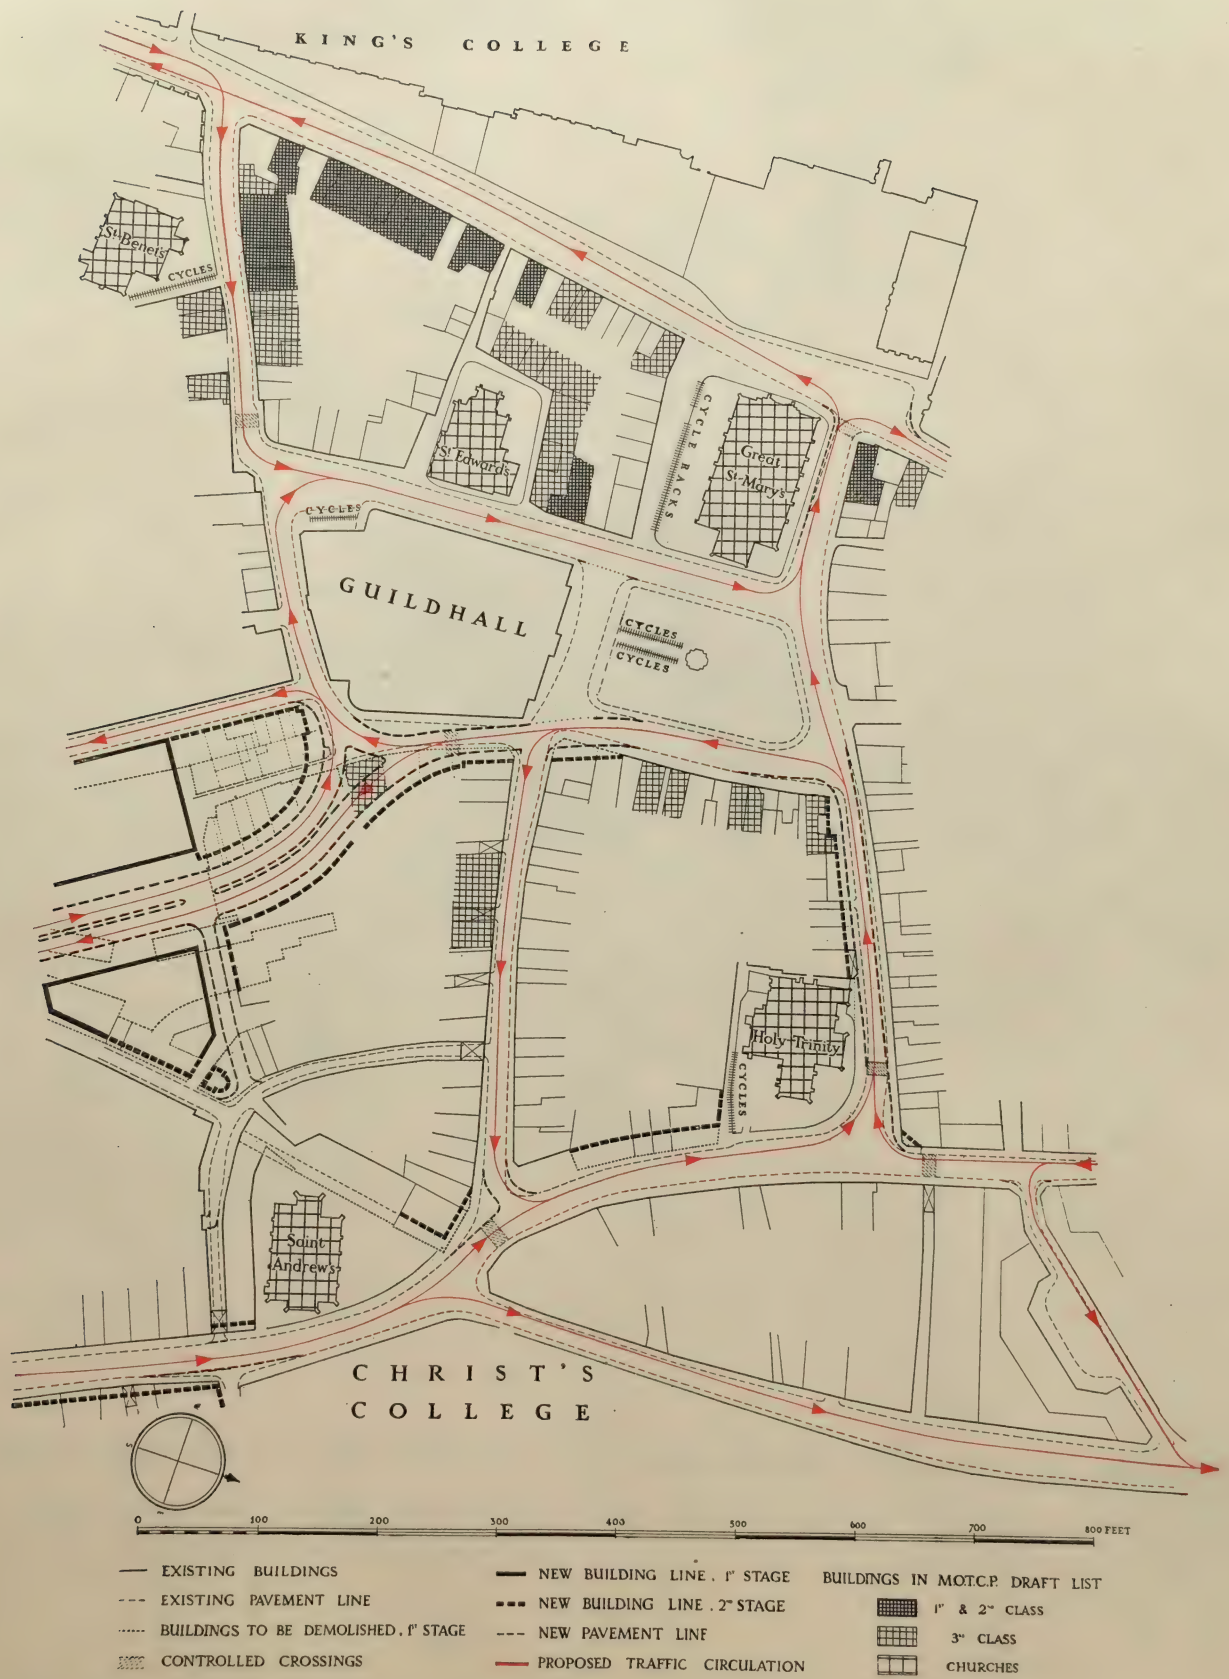 KING'S COLLEGE
St. Benet's
CYCLES
St. Edward's
CYCLE RACKS
Great
St. Mary's
CYCLES
GUILDHALL
CYCLES
CYCLES
Holy Trinity
CYCLES
Saint
Andrew's
CHRIST'S
COLLEGE
S
0 100 200 300 400 500 600 700 800 FEET
EXISTING BUILDINGS
EXISTING PAVEMENT LINE
BUILDINGS TO BE DEMOLISHED. 1ST STAGE
CONTROLLED CROSSINGS
NEW BUILDING LINE. 1ST STAGE
NEW BUILDING LINE. 2ND STAGE
NEW PAVEMENT LINE
PROPOSED TRAFFIC CIRCULATION
BUILDINGS IN M.O.T.C.P. DRAFT LIST
1ST & 2ND CLASS
3RD CLASS
CHURCHES